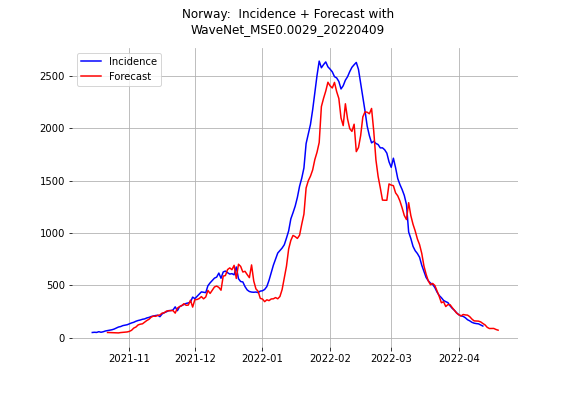 Norway:  Incidence + Forecast with
WaveNet_MSE0.0029_20220409
Incidence
Forecast
2500
2000
1500
1000
500
0
2021-11 2021-12 2022-01 2022-02 2022-03 2022-04